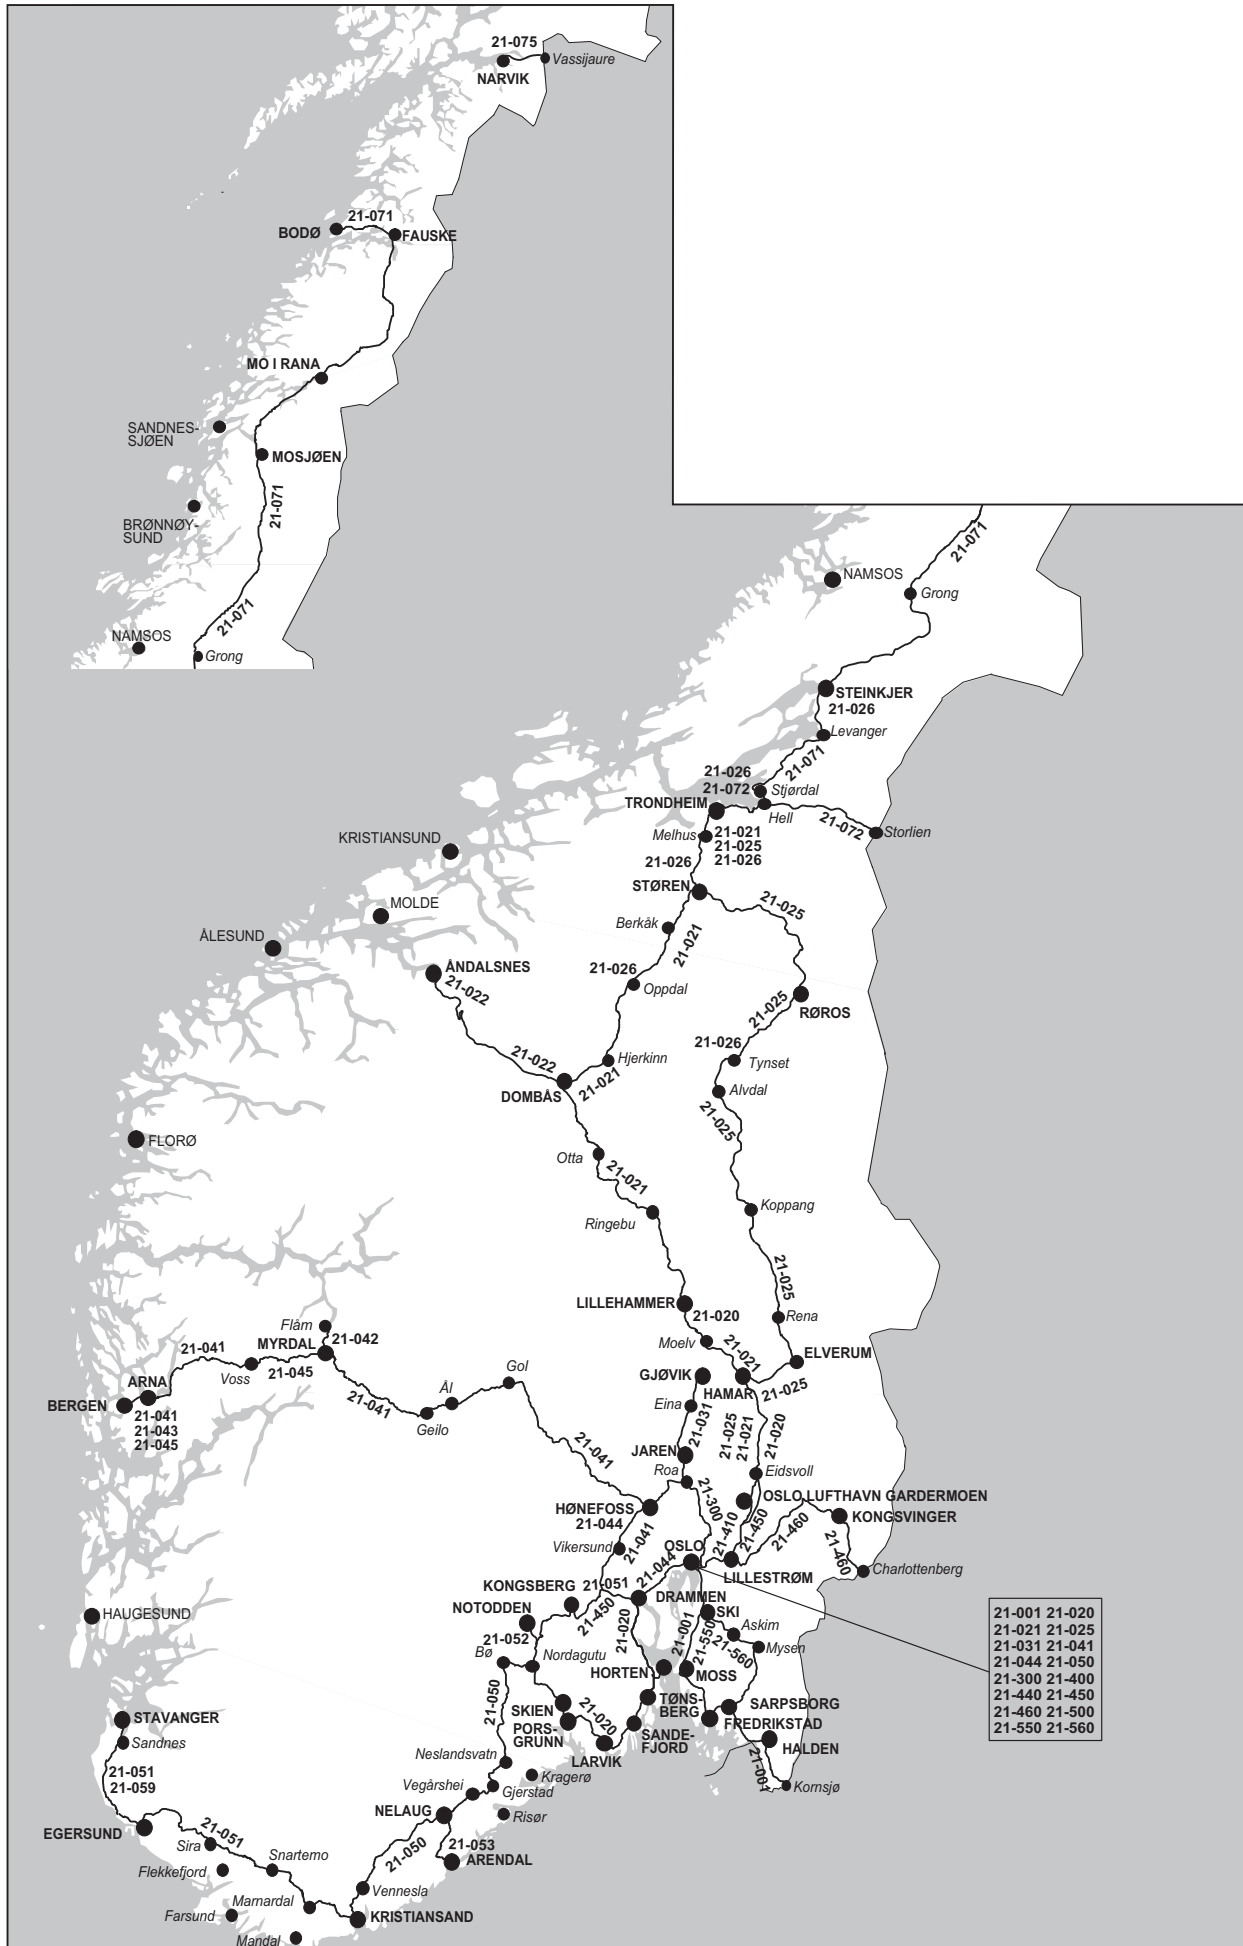 21-075
Vassijaure
NARVIK
21-071
BODØ
FAUSKE
MO I RANA
SANDNES-
SJØEN
MOSJØEN
21-071
BRØNNØY-
SUND
21-071
NAMSOS
Grong
21-071
NAMSOS
Grong
STEINKJER
21-026
Levanger
21-071
21-026
21-072
Stjørdal
TRONDHEIM
Hell
21-072
Storlien
Melhus
21-021
21-025
21-026
KRISTIANSUND
21-026
STØREN
21-025
MOLDE
Berkåk
21-021
ÅLESUND
ÅNDALSNES
21-022
21-026
Oppdal
21-025
RØROS
21-026
Tynset
21-022
Hjerkinn
21-021
DOMBÅS
Alvdal
21-025
FLORØ
Otta
21-021
Ringebu
Koppang
21-025
LILLEHAMMER
21-020
Rena
Flåm
MYRDAL
21-042
21-041
Voss
21-045
Moelv
21-021
ELVERUM
GJØVIK
HAMAR
21-025
Gol
Ål
Geilo
21-041
ARNA
BERGEN
21-041
21-043
21-045
Eina
21-031
21-025
21-021
21-020
21-041
JAREN
Roa
Eidsvoll
21-300
OSLO LUFTHAVN GARDERMOEN
HØNEFOSS
21-044
21-041
KONGSVINGER
21-410
21-450
21-460
21-460
Vikersund
OSLO
21-044
LILLESTRØM
Charlottenberg
KONGSBERG
21-051
21-450
DRAMMEN
NOTODDEN
SKI
HAUGESUND
21-052
21-020
21-001
21-550
Askim
21-560
Mysen
Bø
Nordagutu
HORTEN
MOSS
21-001 21-020
21-021 21-025
21-031 21-041
21-044 21-050
21-300 21-400
21-440 21-450
21-460 21-500
21-550 21-560
21-050
SKIEN
PORS-
GRUNN
21-020
TØNS-
BERG
SARPSBORG
FREDRIKSTAD
STAVANGER
Sandnes
LARVIK
SANDE-
FJORD
HALDEN
21-001
Kornsjø
Neslandsvatn
Kragerø
21-051
21-059
Vegårshei
Gjerstad
NELAUG
Risør
EGERSUND
21-051
Sira
21-050
21-053
ARENDAL
Flekkefjord
Snartemo
Vennesla
Marnardal
Farsund
KRISTIANSAND
Mandal